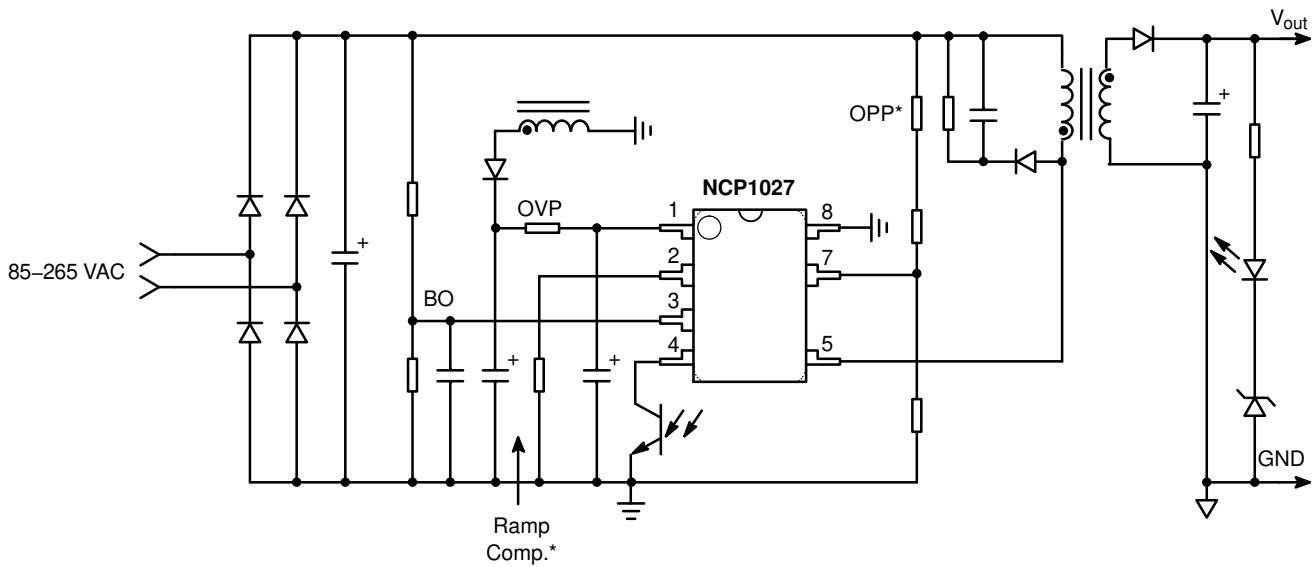 V_out
OPP*
NCP1027
OVP
1
8
2
7
85–265 VAC
BO
3
4
5
+
+
+
+
GND
Ramp
Comp.*